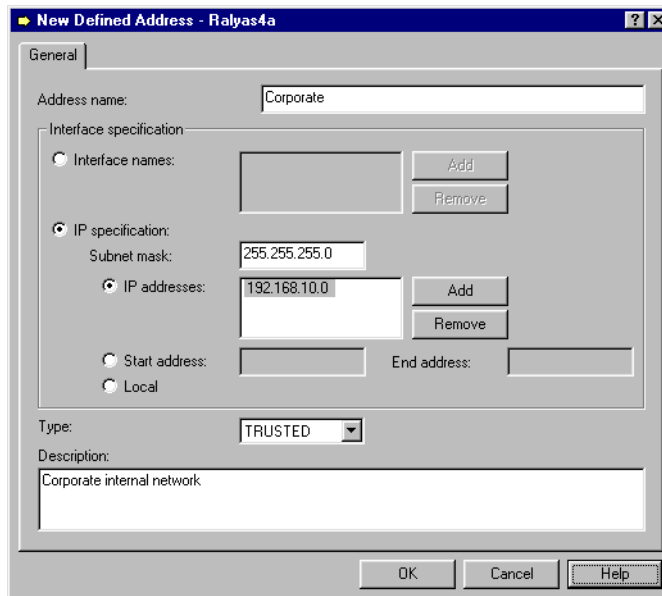 New Defined Address - Ralyas4a
General
Address name: Corporate
Interface specification
Interface names: Add
Remove
IP specification:
Subnet mask: 255.255.255.0
IP addresses: 192.168.10.0 Add
Remove
Start address: End address:
Local
Type: TRUSTED
Description:
Corporate internal network
OK Cancel Help